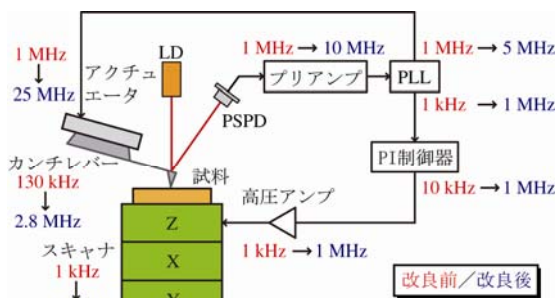 LD
1 MHz
↓
25 MHz
アクチュ
エータ
1 MHz → 10 MHz
プリアンプ
PSPD
1 MHz → 5 MHz
PLL
1 kHz → 1 MHz
PI制御器
10 kHz → 1 MHz
カンチレバー
130 kHz
↓
2.8 MHz
試料
高圧アンプ
1 kHz → 1 MHz
Z
X
スキャナ
1 kHz
改良前／改良後